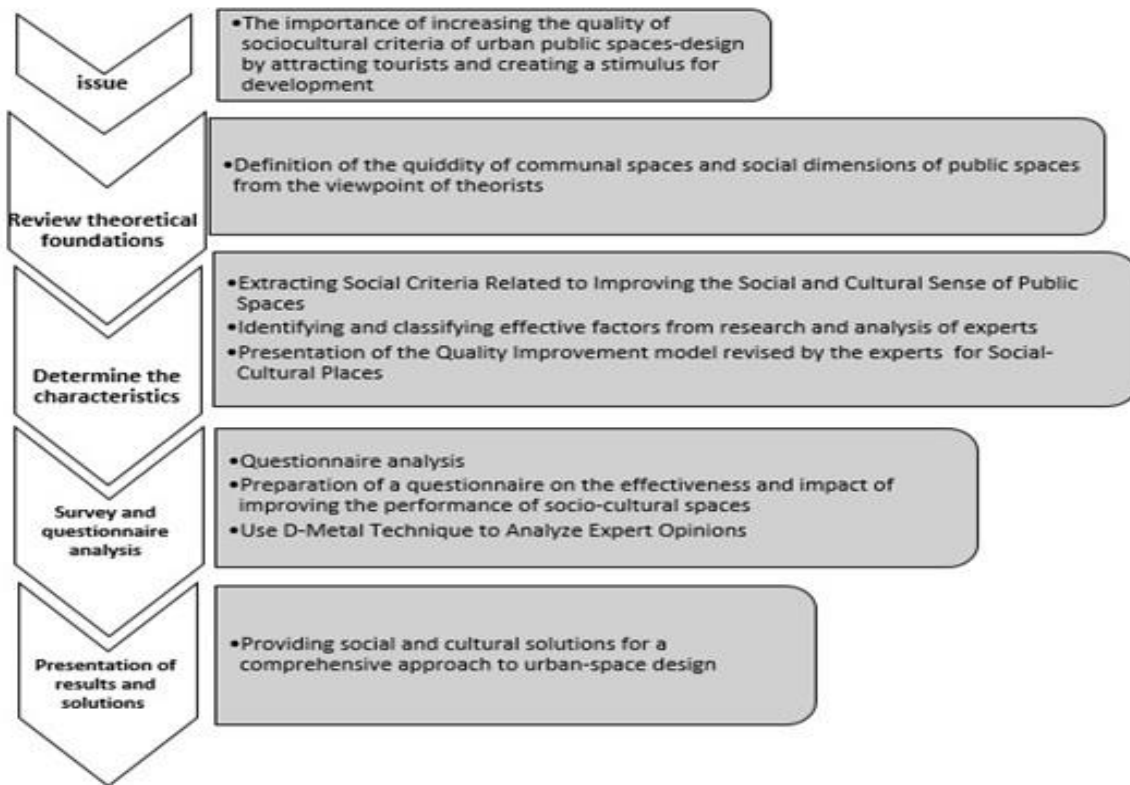 issue
•The importance of increasing the quality of
sociocultural criteria of urban public spaces-design
by attracting tourists and creating a stimulus for
development
Review theoretical
foundations
•Definition of the quiddity of communal spaces and social dimensions of public spaces
from the viewpoint of theorists
Determine the
characteristics
•Extracting Social Criteria Related to Improving the Social and Cultural Sense of Public
Spaces
•Identifying and classifying effective factors from research and analysis of experts
•Presentation of the Quality Improvement model revised by the experts for Social-
Cultural Places
Survey and
questionnaire
analysis
•Questionnaire analysis
•Preparation of a questionnaire on the effectiveness and impact of
improving the performance of socio-cultural spaces
•Use D-Metal Technique to Analyze Expert Opinions
Presentation of
results and
solutions
•Providing social and cultural solutions for a
comprehensive approach to urban-space design